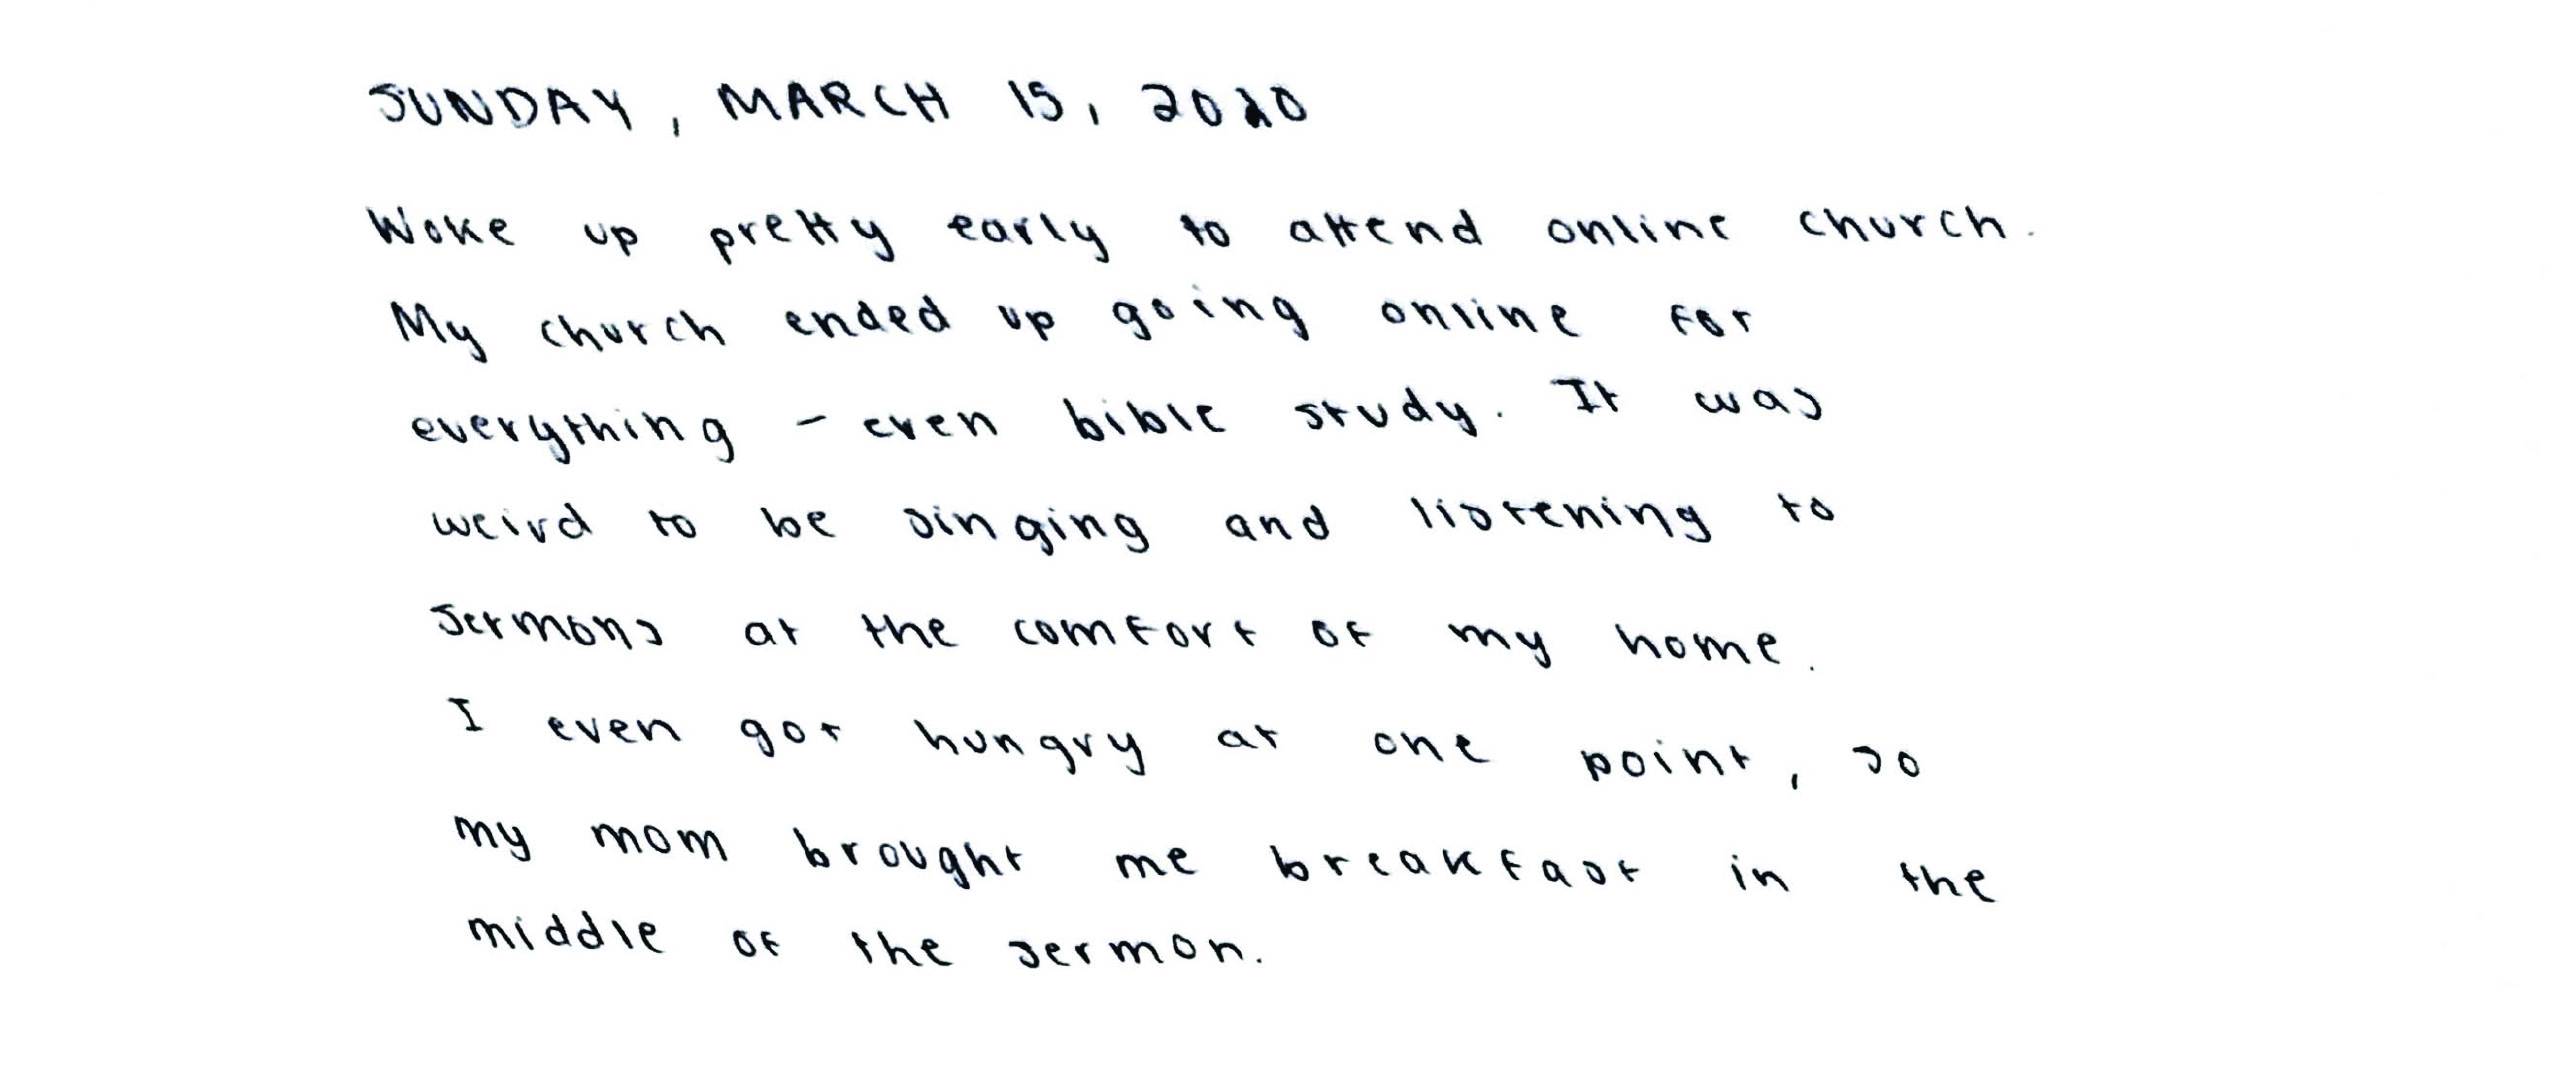 SUNDAY, MARCH 15, 2020
Woke up pretty early to attend online church.
My church ended up going online for
everything - even bible study. It was
weird to be singing and listening to
sermons at the comfort of my home.
I even got hungry at one point, so
my mom brought me breakfast in the
middle of the sermon.